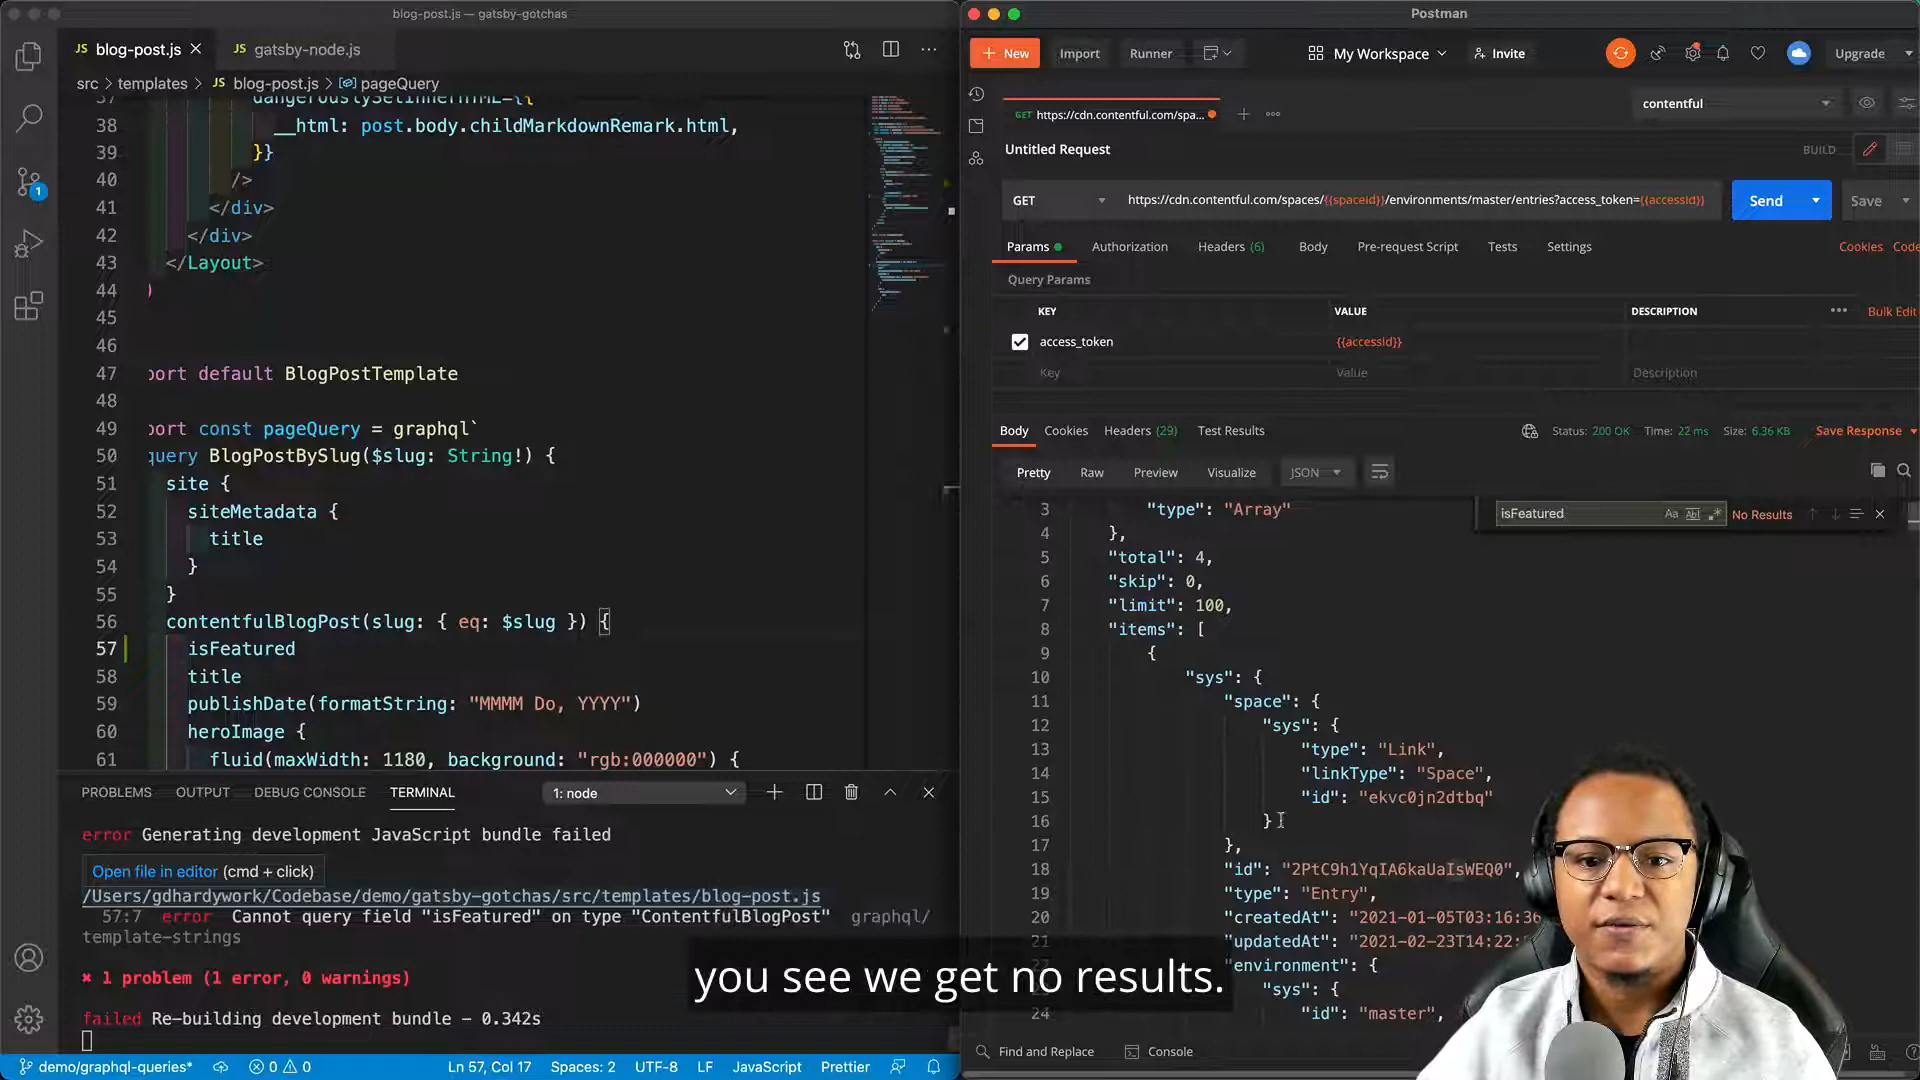 blog-post.js — gatsby-gotchas
JS blog-post.js
JS gatsby-node.js
src > templates > JS blog-post.js > pageQuery
37 dangerouslySetInnerHTML={{
38 __html: post.body.childMarkdownRemark.html,
39 }}
40 />
41 </div>
42 </div>
43 </Layout>
44 )
45
46
47 port default BlogPostTemplate
48
49 port const pageQuery = graphql`
50 query BlogPostBySlug($slug: String!) {
51 site {
52 siteMetadata {
53 title
54 }
55 }
56 contentfulBlogPost(slug: { eq: $slug }) {
57 isFeatured
58 title
59 publishDate(formatString: "MMMM Do, YYYY")
60 heroImage {
61 fluid(maxWidth: 1180, background: "rgb:000000") {
1
PROBLEMS OUTPUT DEBUG CONSOLE TERMINAL 1: node
error Generating development JavaScript bundle failed
Open file in editor (cmd + click)
/Users/gdhardywork/Codebase/demo/gatsby-gotchas/src/templates/blog-post.js
57:7 error Cannot query field "isFeatured" on type "ContentfulBlogPost" graphql/
template-strings
✖ 1 problem (1 error, 0 warnings)
failed Re-building development bundle - 0.342s
demo/graphql-queries* 0 0 Ln 57, Col 17 Spaces: 2 UTF-8 LF JavaScript Prettier
Postman
+ New Import Runner My Workspace Invite Upgrade
GET https://cdn.contentful.com/spa...
contentful
Untitled Request
BUILD
GET https://cdn.contentful.com/spaces/{{spaceid}}/environments/master/entries?access_token={{accessId}} Send Save
Params Authorization Headers (6) Body Pre-request Script Tests Settings Cookies Code
Query Params
KEY VALUE DESCRIPTION Bulk Edit
access_token {{accessId}}
Key Value Description
Body Cookies Headers (29) Test Results Status: 200 OK Time: 22 ms Size: 6.36 KB Save Response
Pretty Raw Preview Visualize JSON
isFeatured Aa Abl .* No Results
3 "type": "Array"
4 },
5 "total": 4,
6 "skip": 0,
7 "limit": 100,
8 "items": [
9 {
10 "sys": {
11 "space": {
12 "sys": {
13 "type": "Link",
14 "linkType": "Space",
15 "id": "ekvc0jn2dtbq"
16 }
17 },
18 "id": "2PtC9h1YqIA6kaUaIsWEQ0",
19 "type": "Entry",
20 "createdAt": "2021-01-05T03:16:36
21 "updatedAt": "2021-02-23T14:22:
"environment": {
"sys": {
24 "id": "master",
Find and Replace Console
you see we get no results.